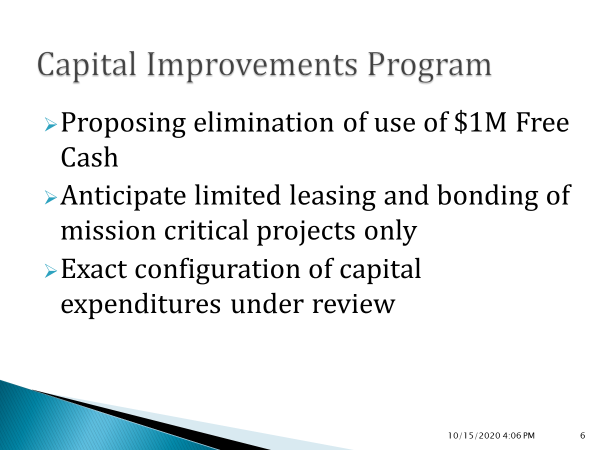 Capital Improvements Program
➢Proposing elimination of use of $1M Free
Cash
➢Anticipate limited leasing and bonding of
mission critical projects only
➢Exact configuration of capital
expenditures under review
10/15/2020 4:06 PM 6